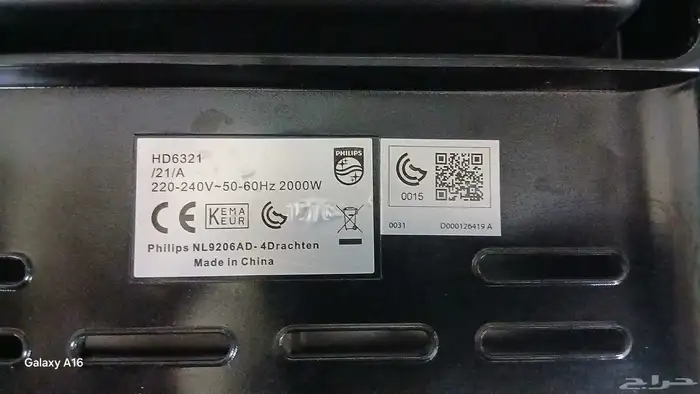 HD6321
/21/A
220-240V~50-60Hz 2000W
PHILIPS
CE KEMA
KEUR
Philips NL9206AD- 4Drachten
Made in China
0015
0031 D000126419 A
Galaxy A16
حراج